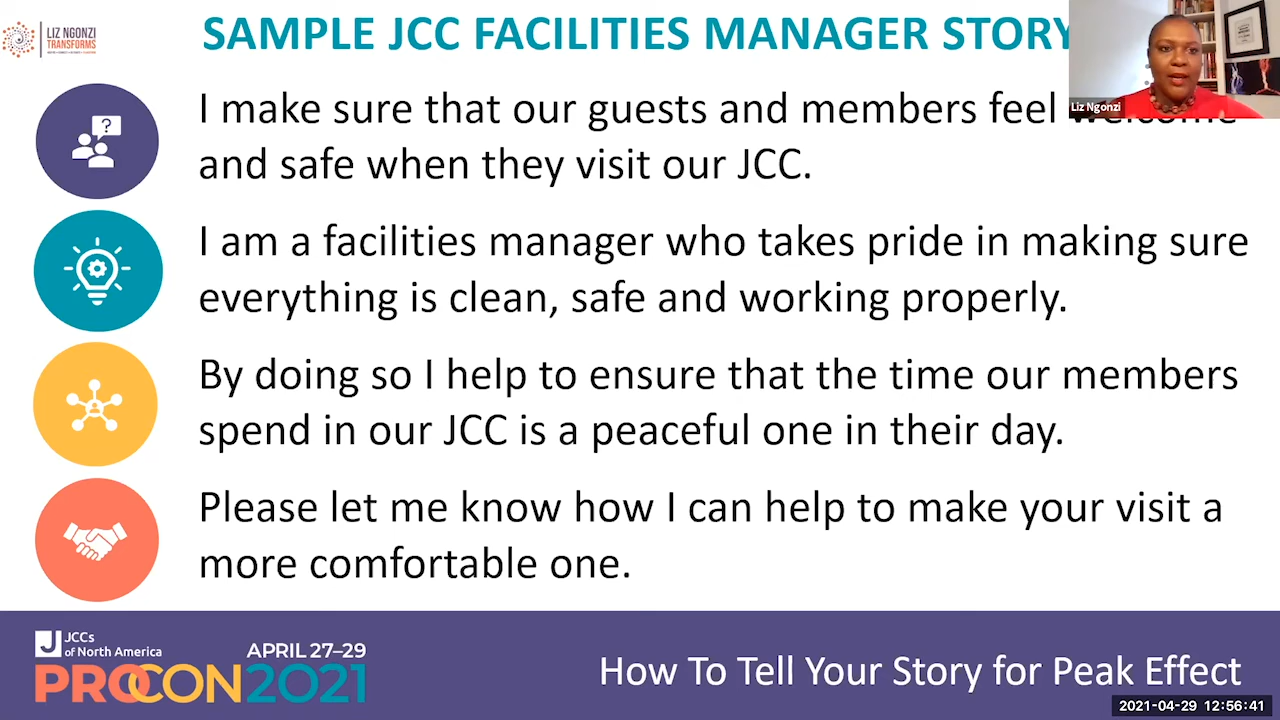 LIZ NGONZI
TRANSFORMS
SAMPLE JCC FACILITIES MANAGER STORY
Liz Ngonzi
I make sure that our guests and members feel welcome
and safe when they visit our JCC.
?
I am a facilities manager who takes pride in making sure
everything is clean, safe and working properly.
By doing so I help to ensure that the time our members
spend in our JCC is a peaceful one in their day.
Please let me know how I can help to make your visit a
more comfortable one.
J JCCs
of North America
APRIL 27–29
PROCON 2021
How To Tell Your Story for Peak Effect
2021-04-29 12:56:41